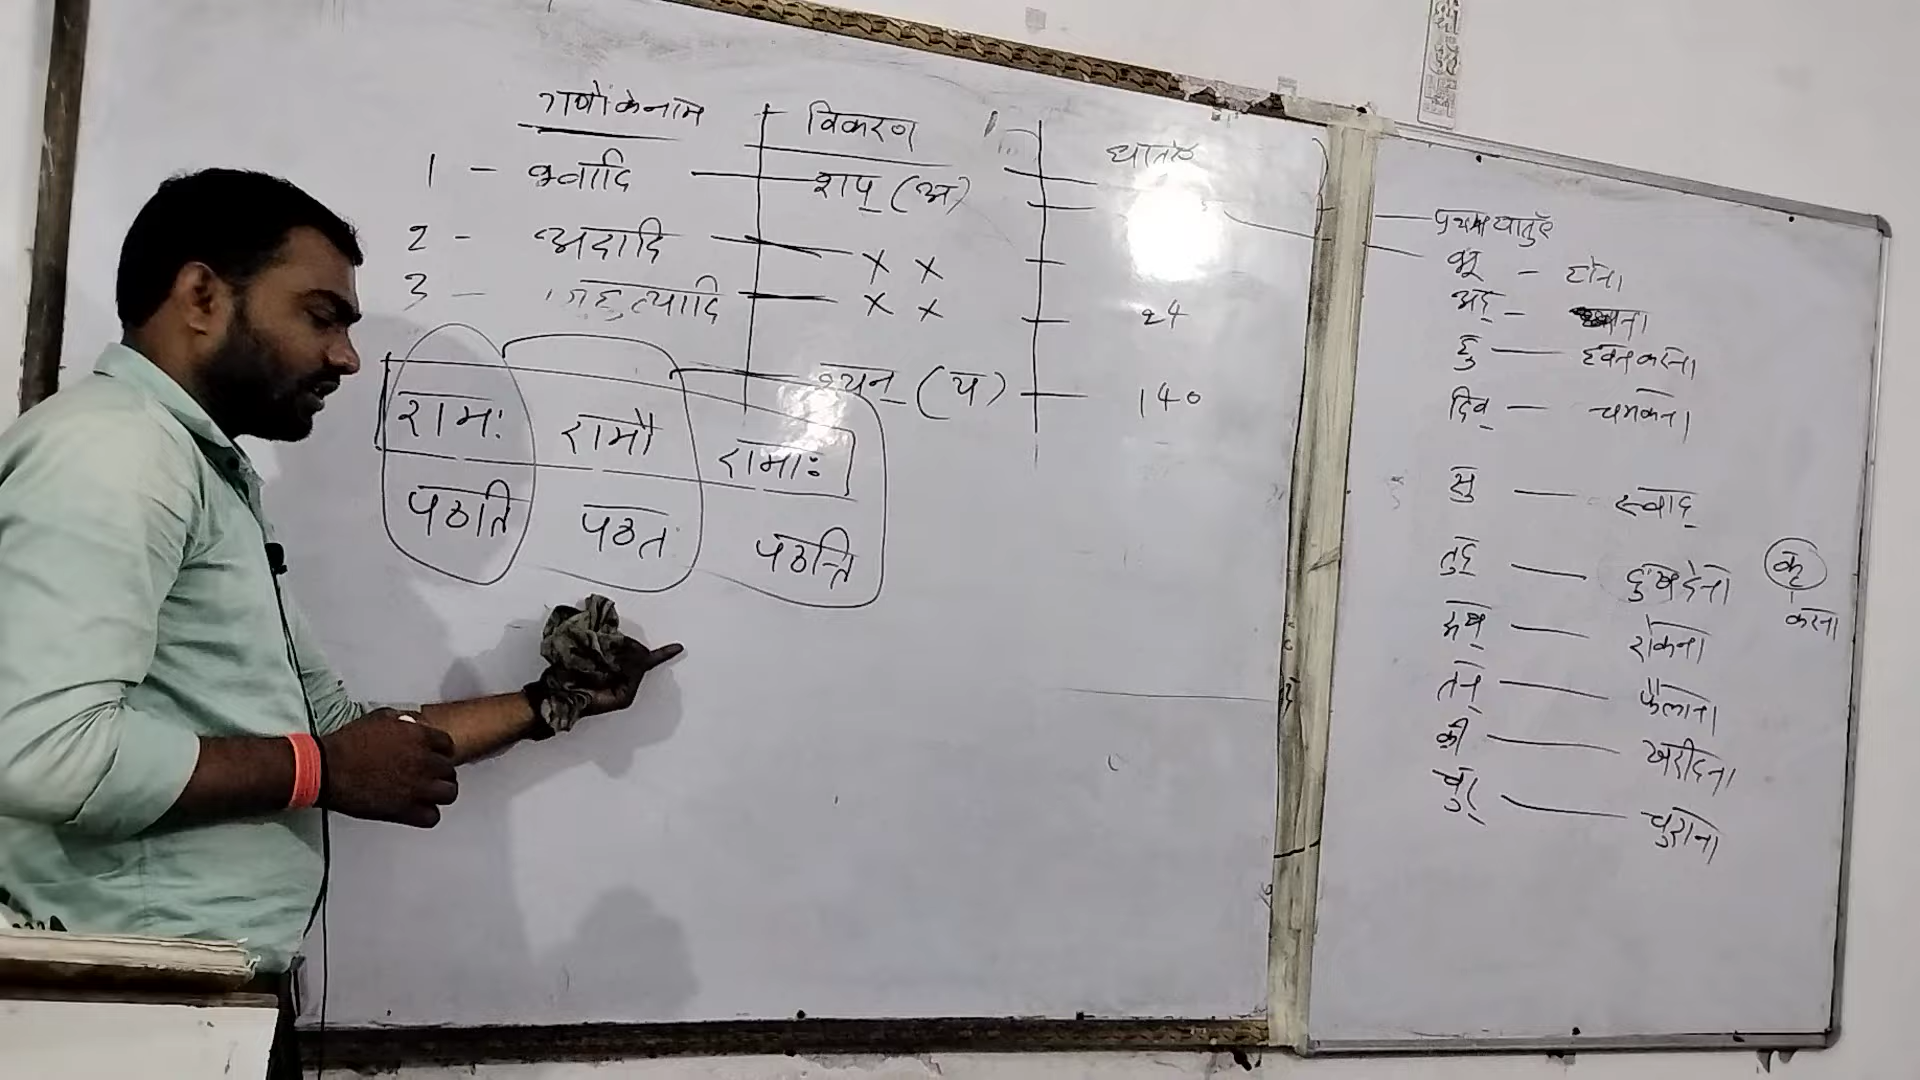 गणों के नाम विकरण धातुएँ
1 - भ्वादि शप् (अ)
2 - अदादि × ×
3 - जुहुत्यादि × × 24
श्यन् (य) 140
रामः रामौ रामाः
पठति पठतः पठन्ति
प्रथम धातुएँ
भू - होना
अद् -
हु - हवन करना
दिव् - चमकना
सु - स्वाद्
तुद् - दुःख देना
रुध् - रोकना
तन् - फैलाना
क्री - खरीदना
चुर् - चुराना
कृ
करना